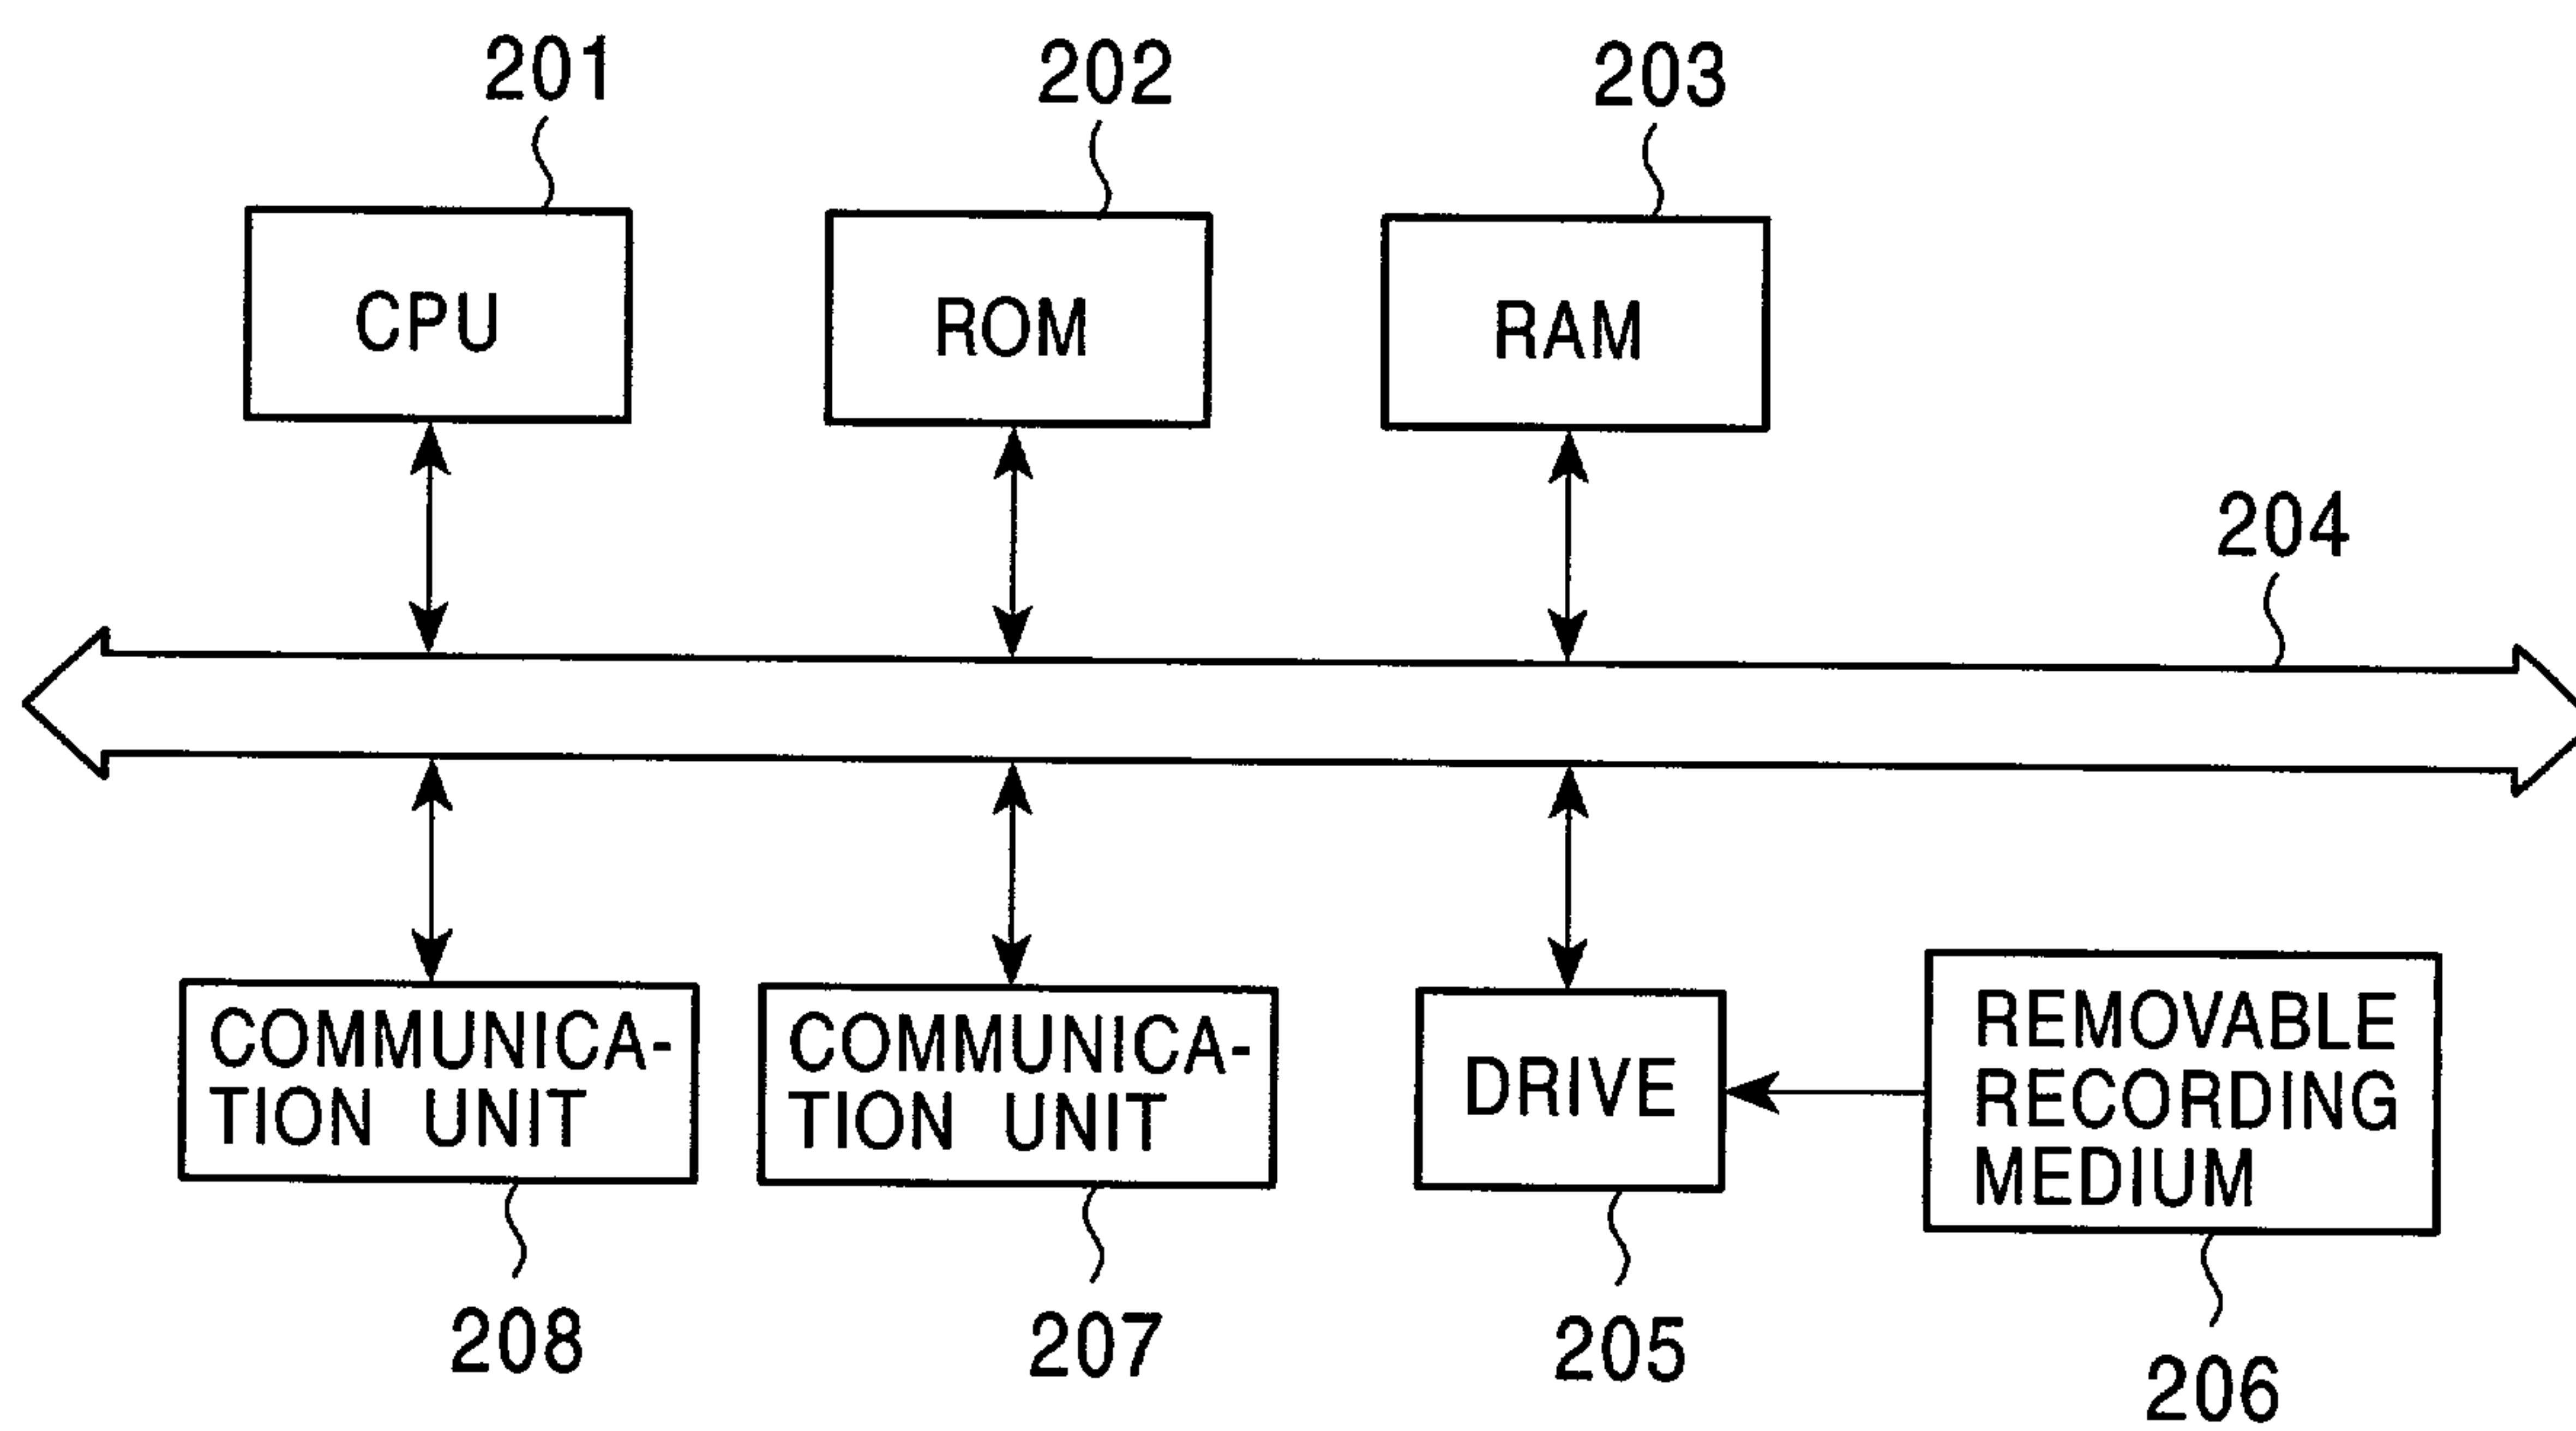 201
202
203
CPU
ROM
RAM
204
COMMUNICA-
TION UNIT
COMMUNICA-
TION UNIT
DRIVE
REMOVABLE
RECORDING
MEDIUM
208
207
205
206